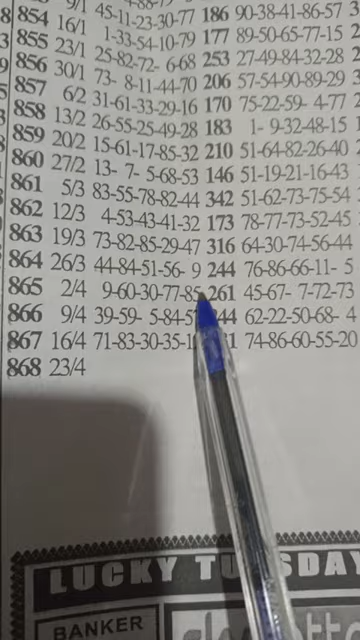 9/1 45-11-23-30-77 186 90-38-41-86-57
854 16/1 1-33-54-10-79 177 89-50-65-77-15
855 23/1 25-82-72- 6-68 253 27-49-84-32-28
856 30/1 73- 8-11-44-70 206 57-54-90-89-29
857 6/2 31-61-33-29-16 170 75-22-59- 4-77
858 13/2 26-55-25-49-28 183 1- 9-32-48-15
859 20/2 15-61-17-85-32 210 51-64-82-26-40
860 27/2 13- 7- 5-68-53 146 51-19-21-16-43
861 5/3 83-55-78-82-44 342 51-62-73-75-54
862 12/3 4-53-43-41-32 173 78-77-73-52-45
863 19/3 73-82-85-29-47 316 64-30-74-56-44
864 26/3 44-84-51-56- 9 244 76-86-66-11- 5
865 2/4 9-60-30-77-85 261 45-67- 7-72-73
866 9/4 39-59- 5-84-57 244 62-22-50-68- 4
867 16/4 71-83-30-35- 74-86-60-55-20
868 23/4
LUCKY TUESDAY
BANKER